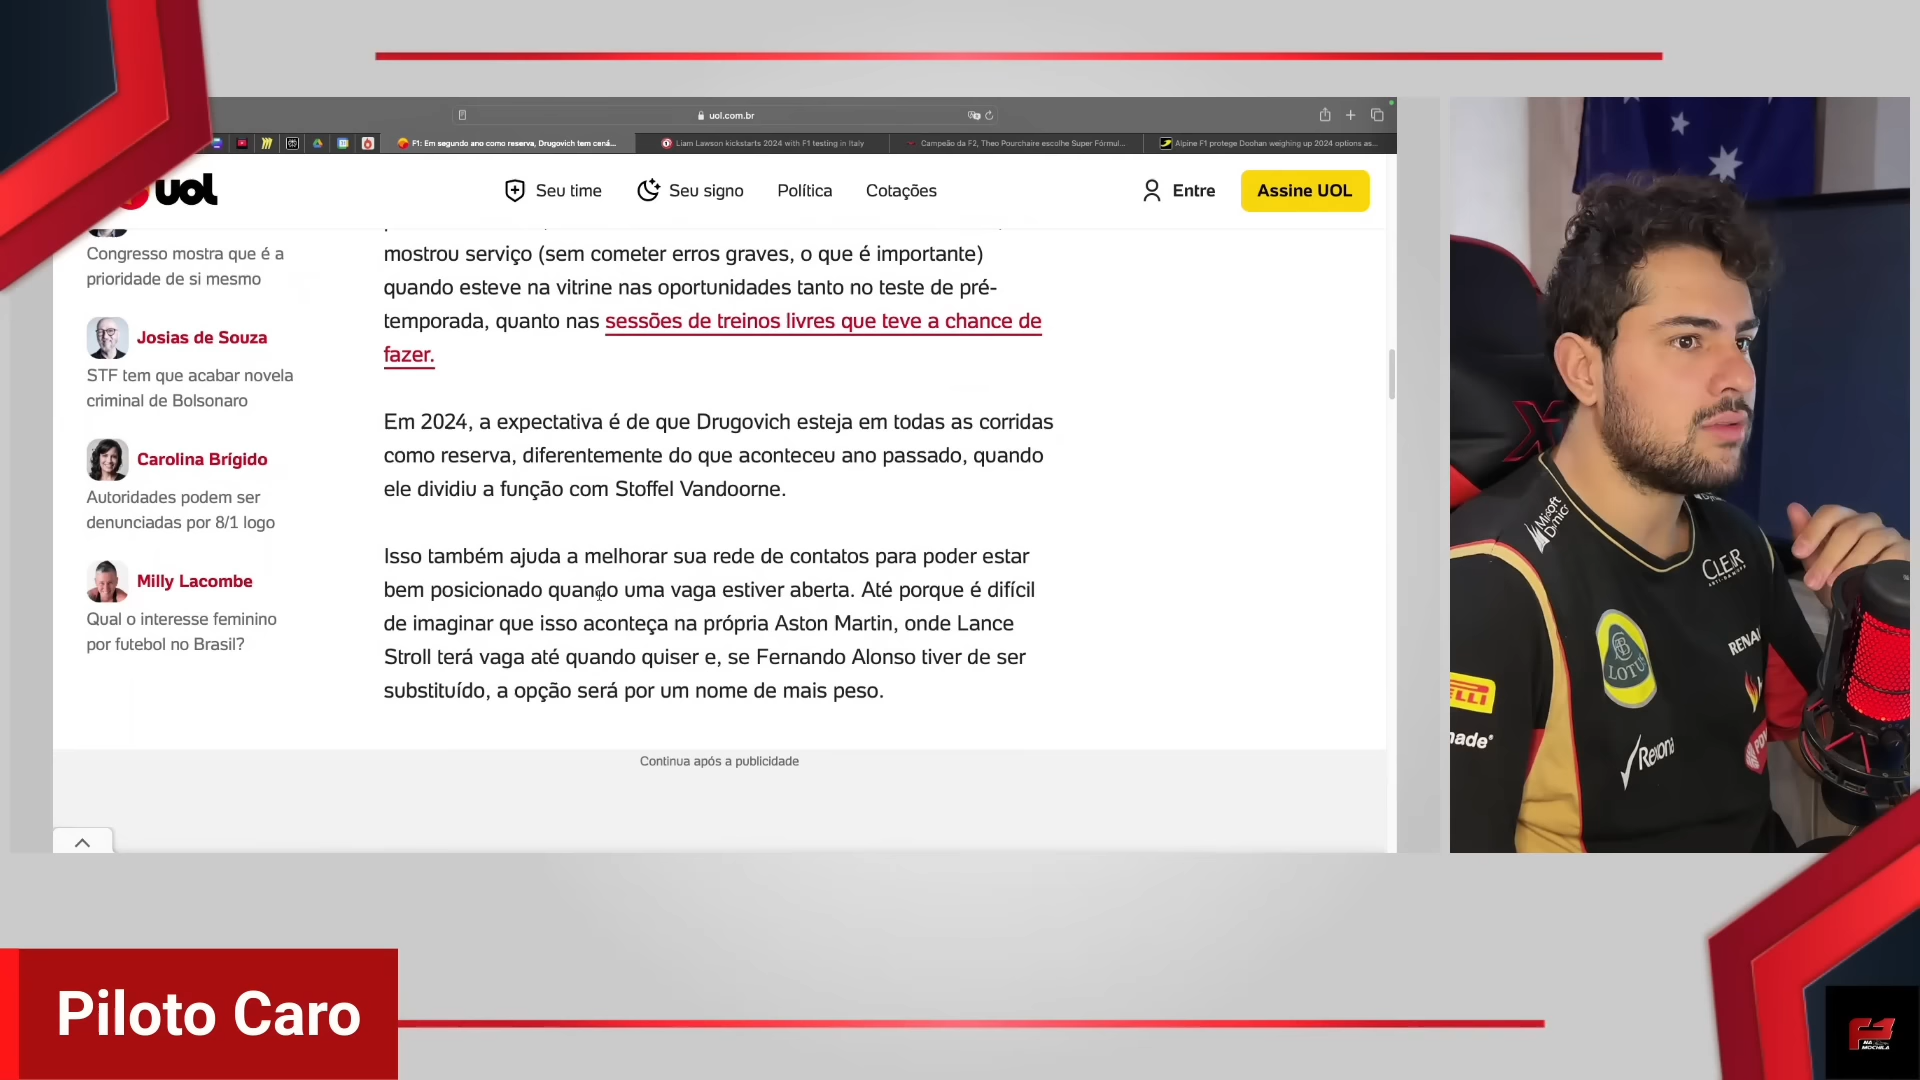 uol.com.br
F1: Em segundo ano como reserva, Drugovich tem cená...
Liam Lawson kickstarts 2024 with F1 testing in Italy
Campeão da F2, Theo Pourchaire escolhe Super Fórmul...
Alpine F1 protege Doohan weighing up 2024 options as...
uol
Seu time
Seu signo
Política
Cotações
Entre
Assine UOL
Congresso mostra que é a
prioridade de si mesmo
Josias de Souza
STF tem que acabar novela
criminal de Bolsonaro
Carolina Brígido
Autoridades podem ser
denunciadas por 8/1 logo
Milly Lacombe
Qual o interesse feminino
por futebol no Brasil?
mostrou serviço (sem cometer erros graves, o que é importante)
quando esteve na vitrine nas oportunidades tanto no teste de pré-
temporada, quanto nas sessões de treinos livres que teve a chance de
fazer.
Em 2024, a expectativa é de que Drugovich esteja em todas as corridas
como reserva, diferentemente do que aconteceu ano passado, quando
ele dividiu a função com Stoffel Vandoorne.
Isso também ajuda a melhorar sua rede de contatos para poder estar
bem posicionado quando uma vaga estiver aberta. Até porque é difícil
de imaginar que isso aconteça na própria Aston Martin, onde Lance
Stroll terá vaga até quando quiser e, se Fernando Alonso tiver de ser
substituído, a opção será por um nome de mais peso.
Continua após a publicidade
CLEAR
LOTUS
RENAU
Rexona
ELLI
nade
Piloto Caro
F1
NA
MOCHILA